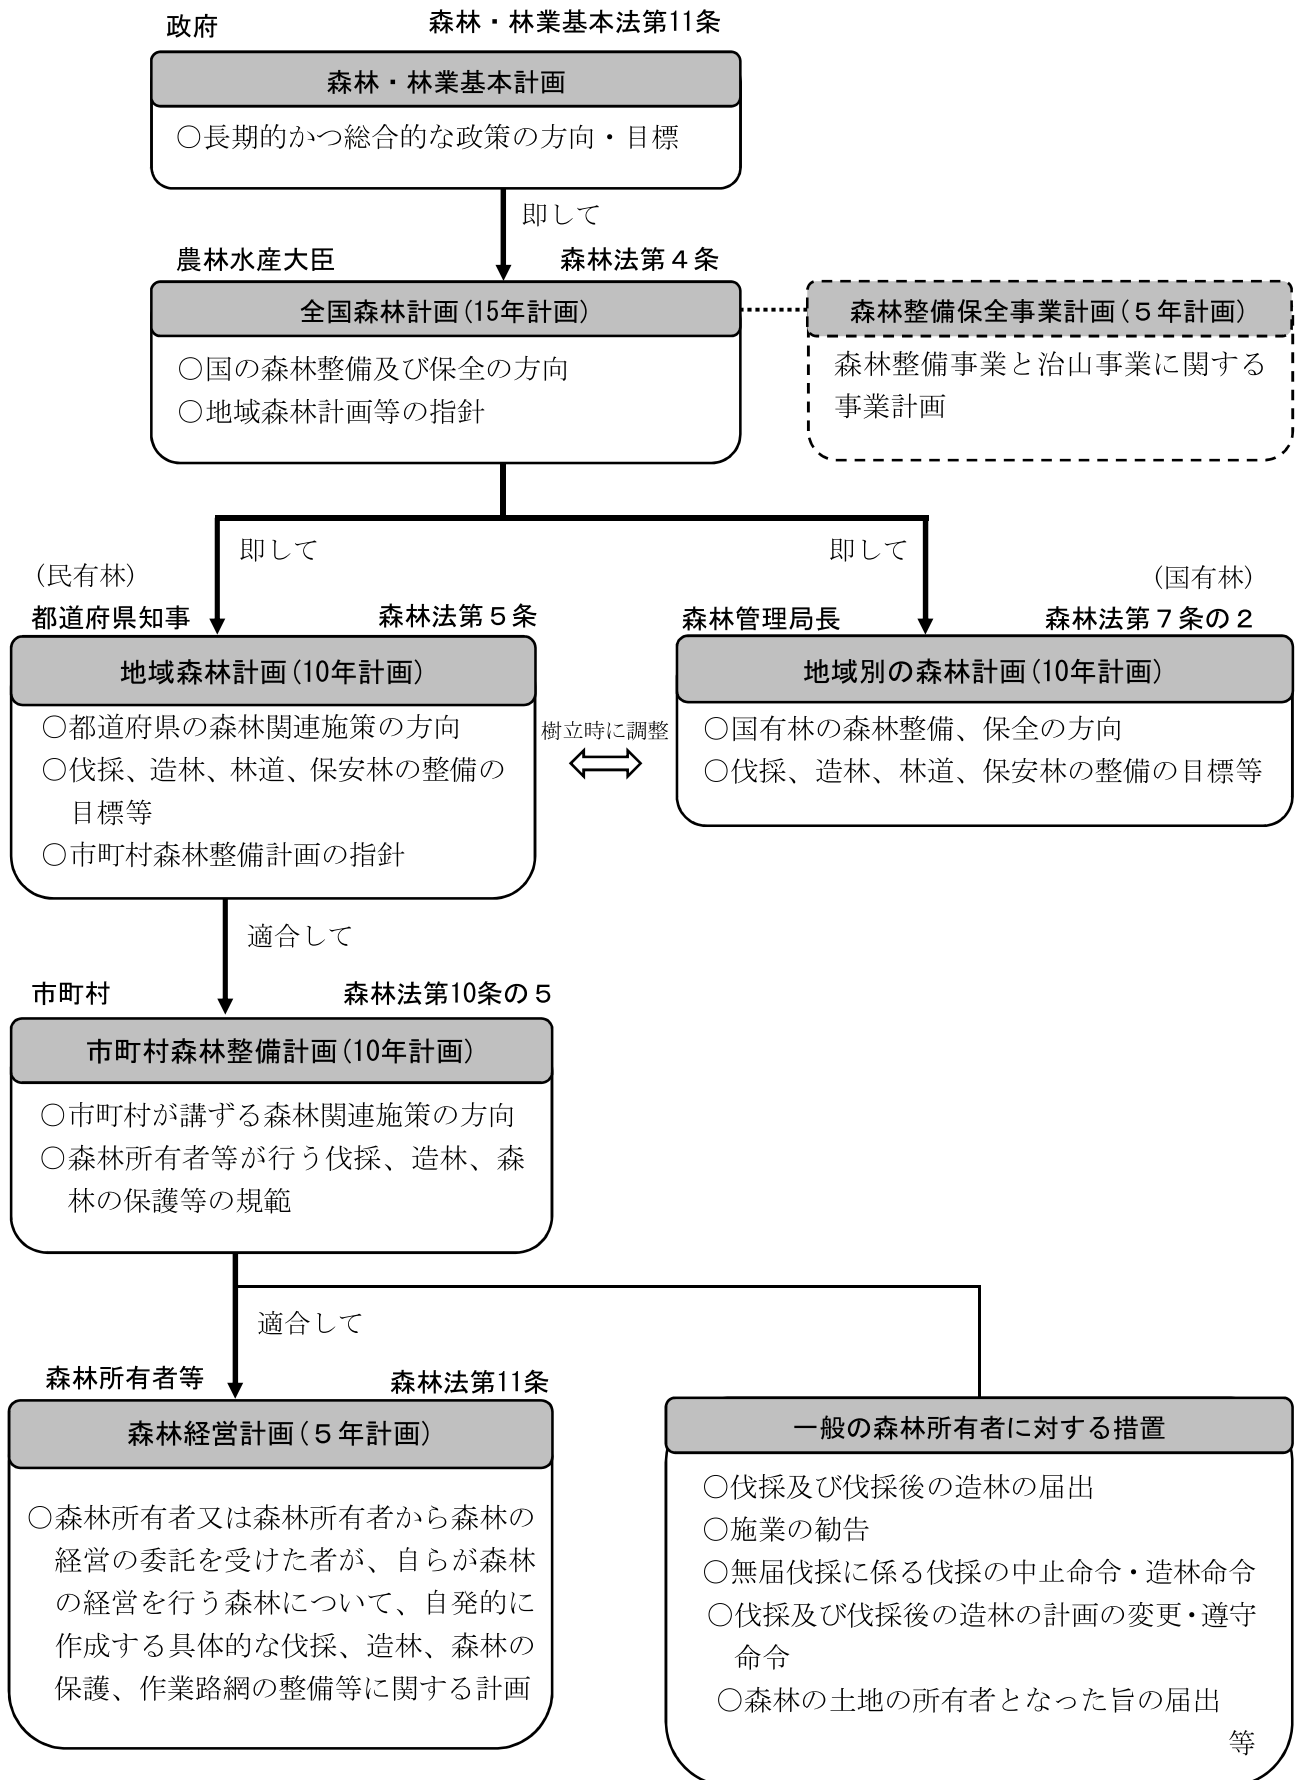 政府
森林・林業基本法第11条
森林・林業基本計画
○長期的かつ総合的な政策の方向・目標
即して
農林水産大臣
森林法第４条
全国森林計画(15年計画)
○国の森林整備及び保全の方向
○地域森林計画等の指針
森林整備保全事業計画(５年計画)
森林整備事業と治山事業に関する
事業計画
即して
即して
(民有林)
(国有林)
都道府県知事
森林法第５条
地域森林計画(10年計画)
○都道府県の森林関連施策の方向
○伐採、造林、林道、保安林の整備の
目標等
○市町村森林整備計画の指針
樹立時に調整
森林管理局長
森林法第７条の２
地域別の森林計画(10年計画)
○国有林の森林整備、保全の方向
○伐採、造林、林道、保安林の整備の目標等
適合して
市町村
森林法第10条の５
市町村森林整備計画(10年計画)
○市町村が講ずる森林関連施策の方向
○森林所有者等が行う伐採、造林、森
林の保護等の規範
適合して
森林所有者等
森林法第11条
森林経営計画(５年計画)
○森林所有者又は森林所有者から森林の
経営の委託を受けた者が、自らが森林
の経営を行う森林について、自発的に
作成する具体的な伐採、造林、森林の
保護、作業路網の整備等に関する計画
一般の森林所有者に対する措置
○伐採及び伐採後の造林の届出
○施業の勧告
○無届伐採に係る伐採の中止命令・造林命令
○伐採及び伐採後の造林の計画の変更・遵守
命令
○森林の土地の所有者となった旨の届出
等